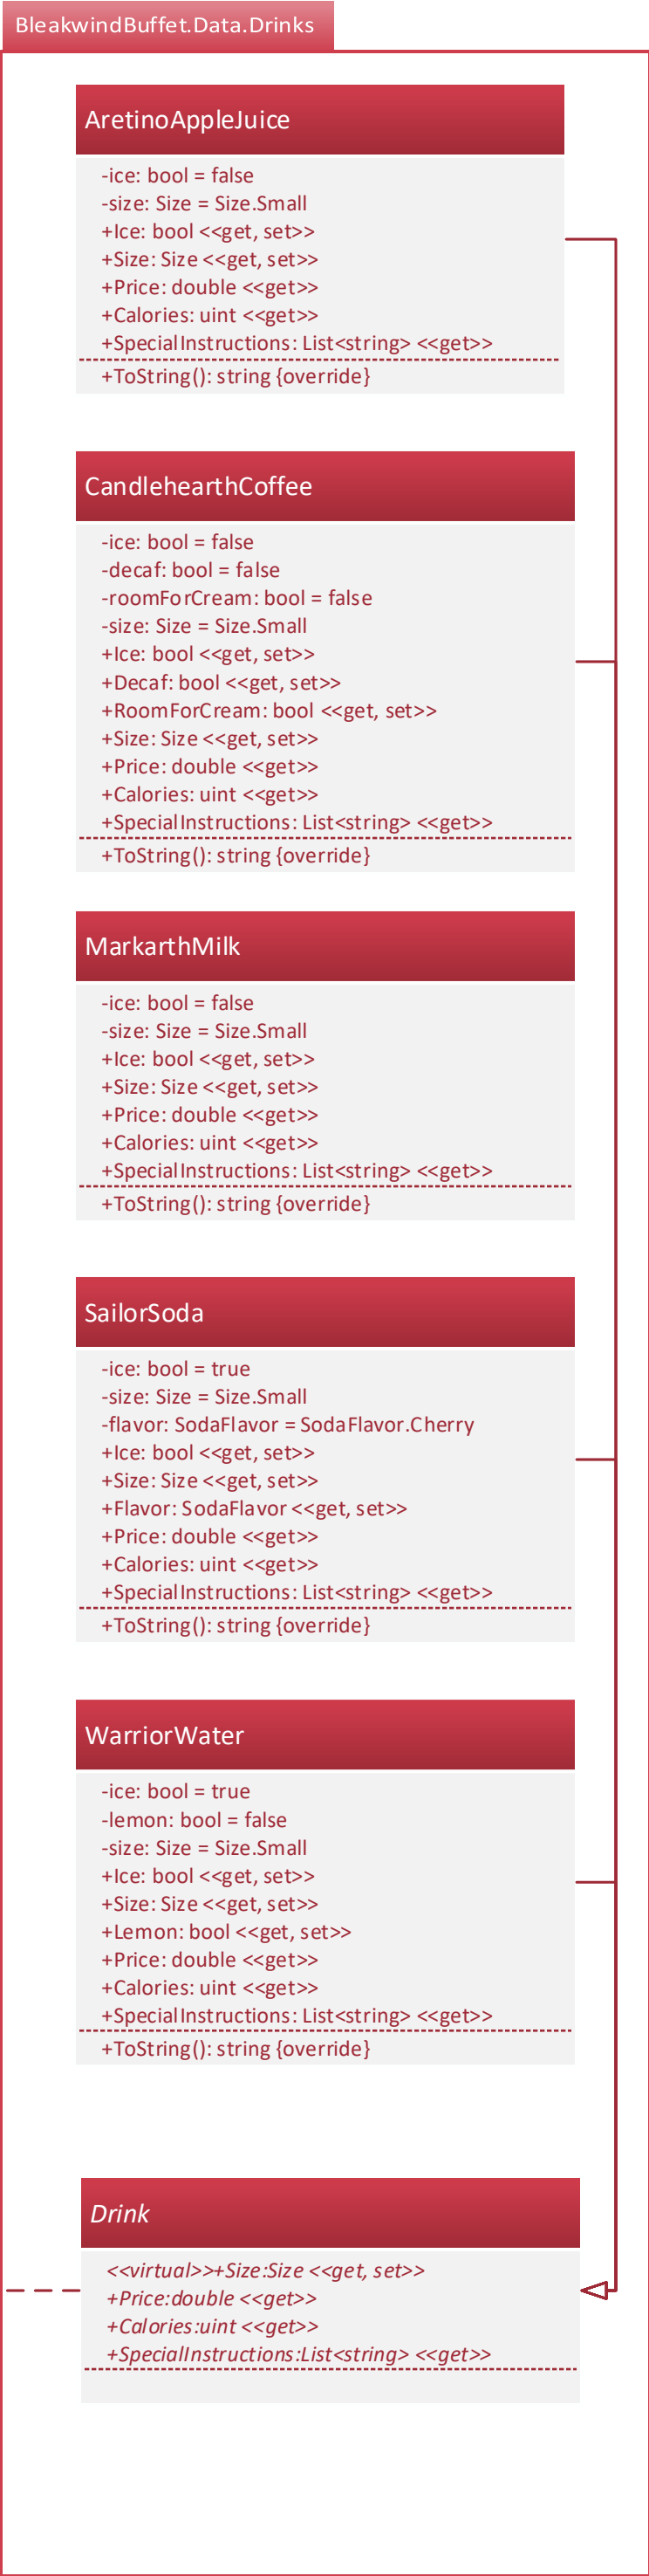 BleakwindBuffet.Data.Drinks
AretinoAppleJuice
-ice: bool = false
-size: Size = Size.Small
+Ice: bool <<get, set>>
+Size: Size <<get, set>>
+Price: double <<get>>
+Calories: uint <<get>>
+SpecialInstructions: List<string> <<get>>
+ToString(): string {override}
CandlehearthCoffee
-ice: bool = false
-decaf: bool = false
-roomForCream: bool = false
-size: Size = Size.Small
+Ice: bool <<get, set>>
+Decaf: bool <<get, set>>
+RoomForCream: bool <<get, set>>
+Size: Size <<get, set>>
+Price: double <<get>>
+Calories: uint <<get>>
+SpecialInstructions: List<string> <<get>>
+ToString(): string {override}
MarkarthMilk
-ice: bool = false
-size: Size = Size.Small
+Ice: bool <<get, set>>
+Size: Size <<get, set>>
+Price: double <<get>>
+Calories: uint <<get>>
+SpecialInstructions: List<string> <<get>>
+ToString(): string {override}
SailorSoda
-ice: bool = true
-size: Size = Size.Small
-flavor: SodaFlavor = SodaFlavor.Cherry
+Ice: bool <<get, set>>
+Size: Size <<get, set>>
+Flavor: SodaFlavor <<get, set>>
+Price: double <<get>>
+Calories: uint <<get>>
+SpecialInstructions: List<string> <<get>>
+ToString(): string {override}
WarriorWater
-ice: bool = true
-lemon: bool = false
-size: Size = Size.Small
+Ice: bool <<get, set>>
+Size: Size <<get, set>>
+Lemon: bool <<get, set>>
+Price: double <<get>>
+Calories: uint <<get>>
+SpecialInstructions: List<string> <<get>>
+ToString(): string {override}
Drink
<<virtual>>+Size:Size <<get, set>>
+Price:double <<get>>
+Calories:uint <<get>>
+SpecialInstructions:List<string> <<get>>